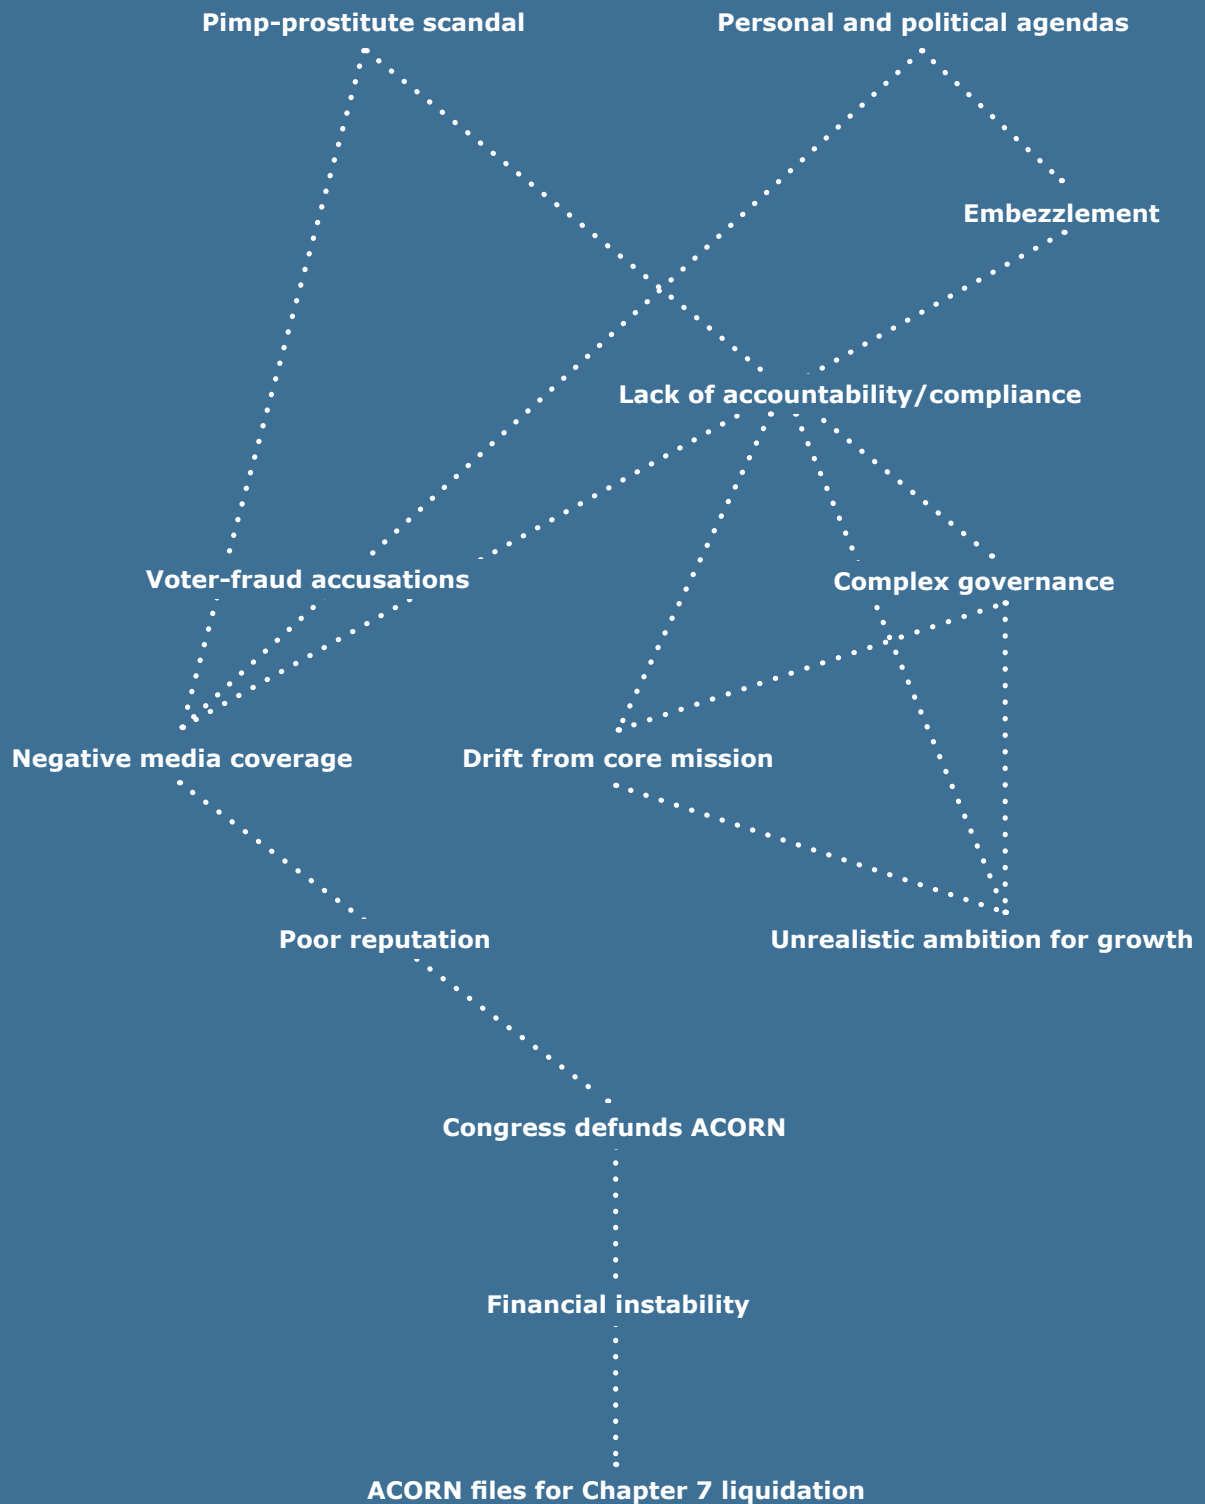 Pimp-prostitute scandal
Personal and political agendas
Embezzlement
Lack of accountability/compliance
Voter-fraud accusations
Complex governance
Negative media coverage
Drift from core mission
Poor reputation
Unrealistic ambition for growth
Congress defunds ACORN
Financial instability
ACORN files for Chapter 7 liquidation